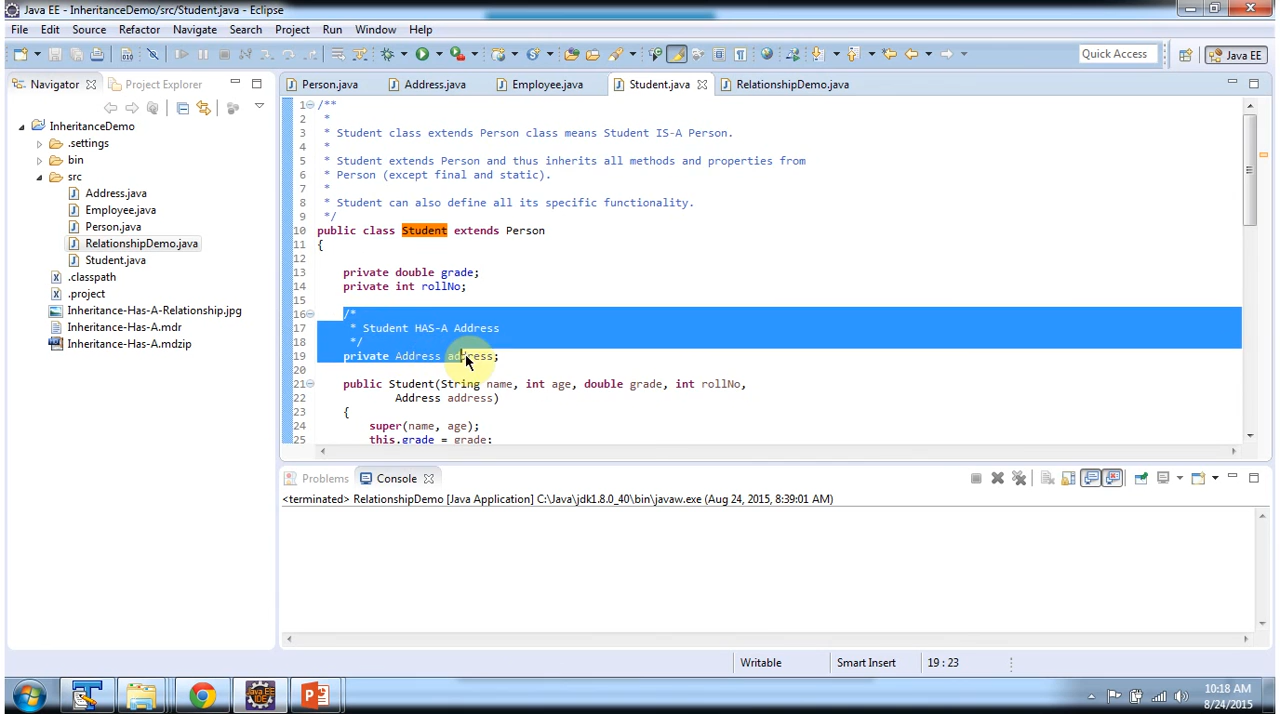 Java EE - InheritanceDemo/src/Student.java - Eclipse
File Edit Source Refactor Navigate Search Project Run Window Help
Quick Access
Java EE
Navigator
Project Explorer
Person.java
Address.java
Employee.java
Student.java
RelationshipDemo.java
InheritanceDemo
.settings
bin
src
Address.java
Employee.java
Person.java
RelationshipDemo.java
Student.java
.classpath
.project
Inheritance-Has-A-Relationship.jpg
Inheritance-Has-A.mdr
Inheritance-Has-A.mdzip
1 /**
2 *
3 * Student class extends Person class means Student IS-A Person.
4 *
5 * Student extends Person and thus inherits all methods and properties from
6 * Person (except final and static).
7 *
8 * Student can also define all its specific functionality.
9 */
10 public class Student extends Person
11 {
12
13 private double grade;
14 private int rollNo;
15
16 /*
17 * Student HAS-A Address
18 */
19 private Address address;
20
21 public Student(String name, int age, double grade, int rollNo,
22 Address address)
23 {
24 super(name, age);
25 this.grade = grade;
Problems
Console
<terminated> RelationshipDemo [Java Application] C:\Java\jdk1.8.0_40\bin\javaw.exe (Aug 24, 2015, 8:39:01 AM)
Writable
Smart Insert
19 : 23
Java EE
IDE
10:18 AM
8/24/2015